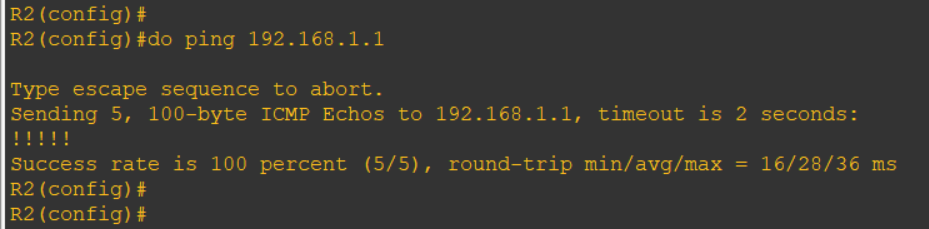 R2(config)#
R2(config)#do ping 192.168.1.1
Type escape sequence to abort.
Sending 5, 100-byte ICMP Echos to 192.168.1.1, timeout is 2 seconds:
!!!!!
Success rate is 100 percent (5/5), round-trip min/avg/max = 16/28/36 ms
R2(config)#
R2(config)#